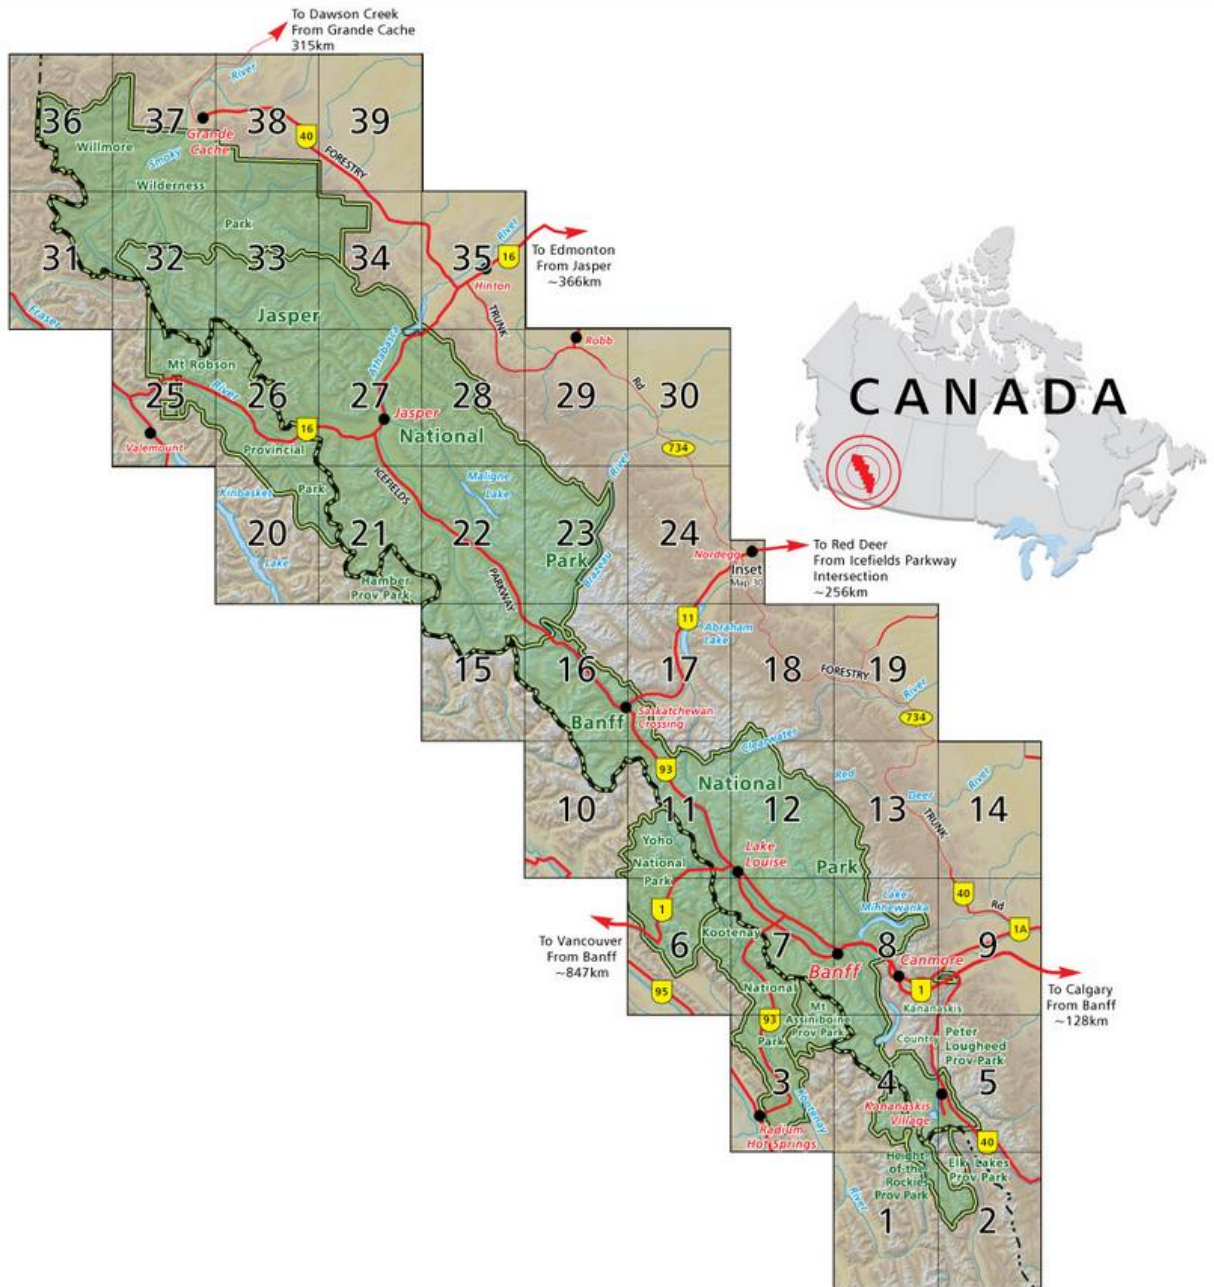 To Dawson Creek
From Grande Cache
315km
River
36
37
38
39
Grande
Cache
40
Willmore
Smoky
FORESTRY
Wilderness
Park
River
31
32
33
34
35
16
To Edmonton
From Jasper
~366km
Hinton
Fraser
Jasper
TRUNK
Athabasca
Robb
Mt Robson
Rd
25
River
26
27
28
29
30
Jasper
National
16
Valemount
Provincial
734
River
ICEFIELDS
Maligne
Lake
Kinbasket
Park
20
21
22
23
24
Lake
Park
Nordegg
To Red Deer
From Icefields Parkway
Intersection
~256km
Inset
Map 30
Brazeau
Hamber
Prov Park
PARKWAY
11
Abraham
Lake
15
16
17
18
19
FORESTRY
River
Saskatchewan
Crossing
Banff
734
Clearwater
93
National
Red
River
10
11
12
13
14
Deer
TRUNK
Yoho
National
Park
Lake
Louise
Park
Lake
Minnewanka
40
Rd
1
1A
To Vancouver
From Banff
~847km
6
Kootenay
7
8
9
Banff
Canmore
95
National
1
To Calgary
From Banff
~128km
Kananaskis
Mt
Assiniboine
Prov Park
93
Park
Country
Peter
Lougheed
Prov Park
3
4
5
Kootenay
Kananaskis
Village
Radium
Hot Springs
40
Height
of-the
Rockies
Prov Park
Elk Lakes
Prov Park
River
1
2
CANADA